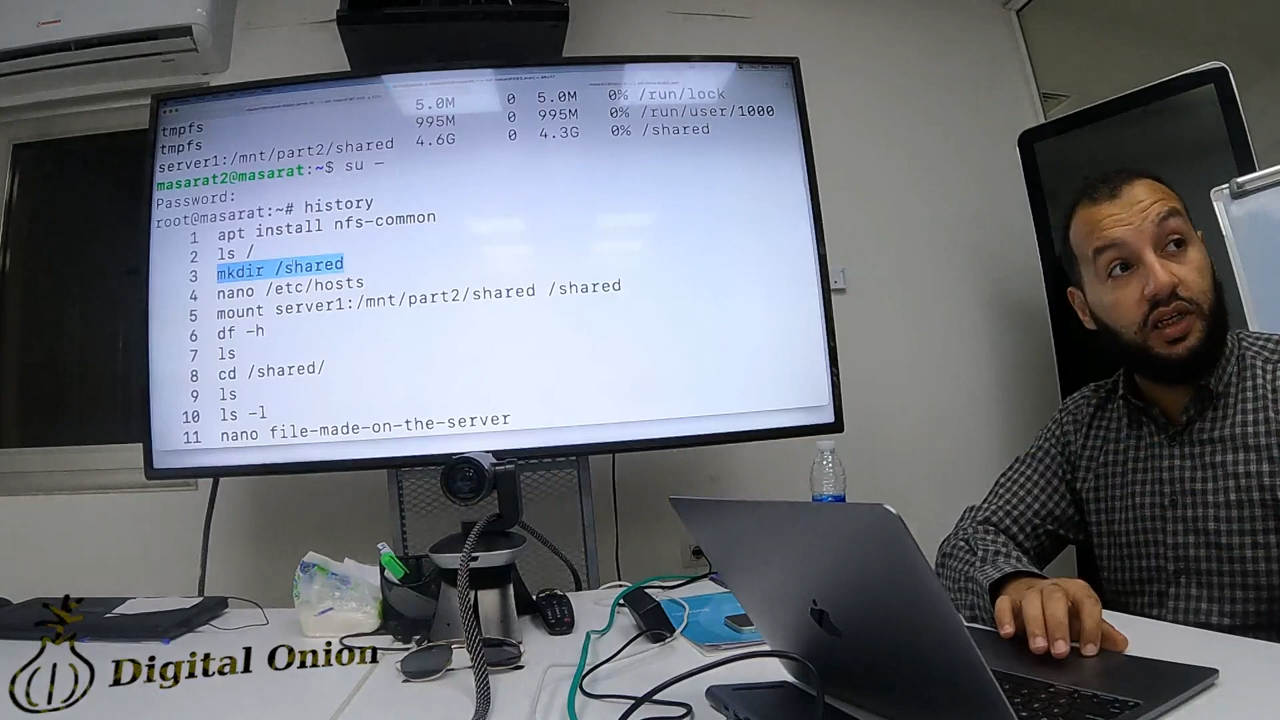 tmpfs 5.0M 0 5.0M 0% /run/lock
tmpfs 995M 0 995M 0% /run/user/1000
server1:/mnt/part2/shared 4.6G 0 4.3G 0% /shared
masarat2@masarat:~$ su -
Password:
root@masarat:~# history
1 apt install nfs-common
2 ls /
3 mkdir /shared
4 nano /etc/hosts
5 mount server1:/mnt/part2/shared /shared
6 df -h
7 ls
8 cd /shared/
9 ls
10 ls -l
11 nano file-made-on-the-server
Digital Onion